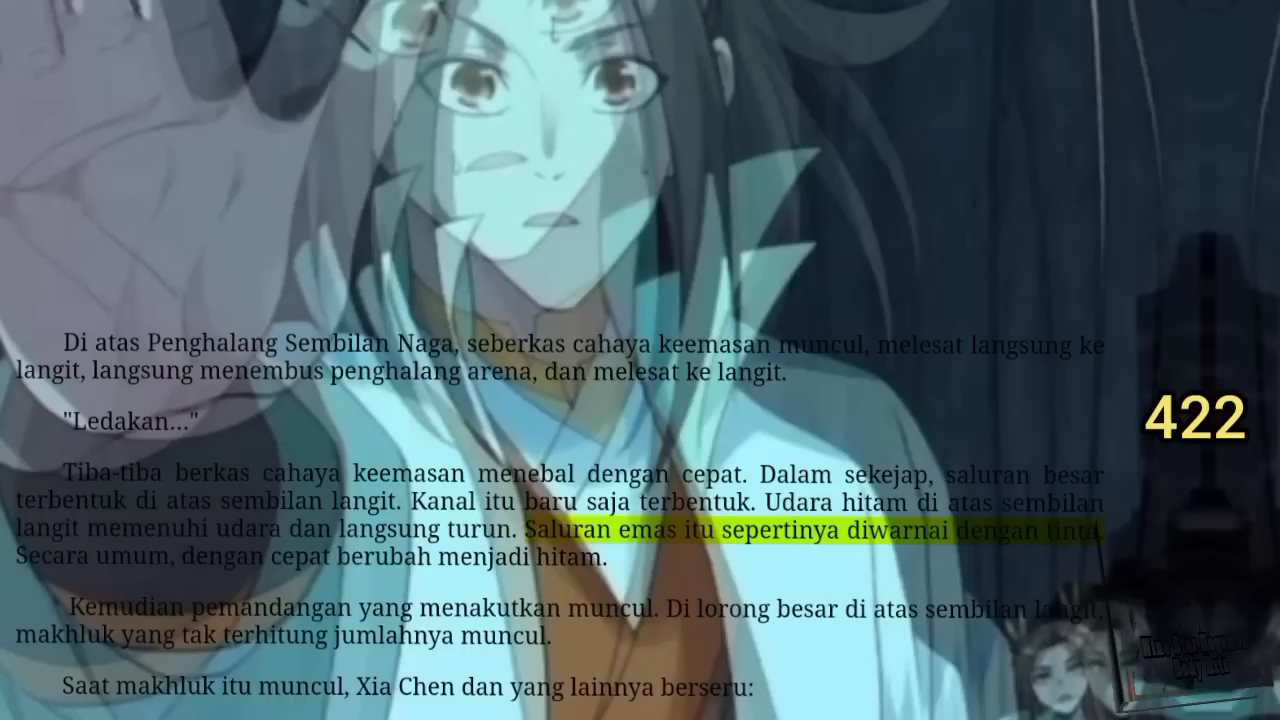 Di atas Penghalang Sembilan Naga, seberkas cahaya keemasan muncul, melesat langsung ke
langit, langsung menembus penghalang arena, dan melesat ke langit.
"Ledakan..."
Tiba-tiba berkas cahaya keemasan menebal dengan cepat. Dalam sekejap, saluran besar
terbentuk di atas sembilan langit. Kanal itu baru saja terbentuk. Udara hitam di atas sembilan
langit memenuhi udara dan langsung turun. Saluran emas itu sepertinya diwarnai dengan tinta.
Secara umum, dengan cepat berubah menjadi hitam.
Kemudian pemandangan yang menakutkan muncul. Di lorong besar di atas sembilan langit,
makhluk yang tak terhitung jumlahnya muncul.
Saat makhluk itu muncul, Xia Chen dan yang lainnya berseru:
422